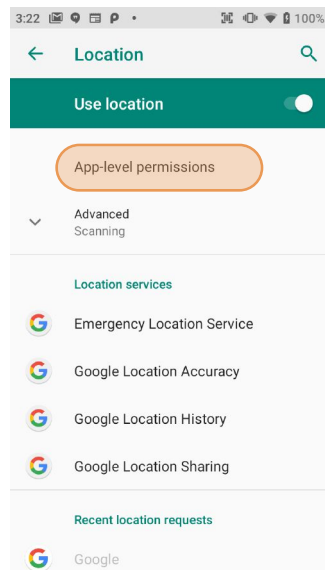 3:22 100%
Location
Use location
App-level permissions
Advanced
Scanning
Location services
Emergency Location Service
Google Location Accuracy
Google Location History
Google Location Sharing
Recent location requests
Google